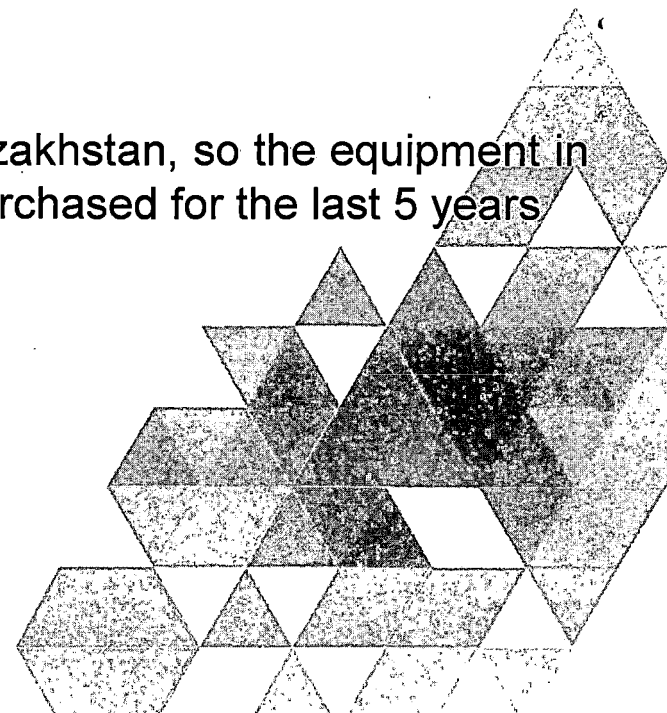 zakhstan, so the equipment in
rchased for the last 5 years